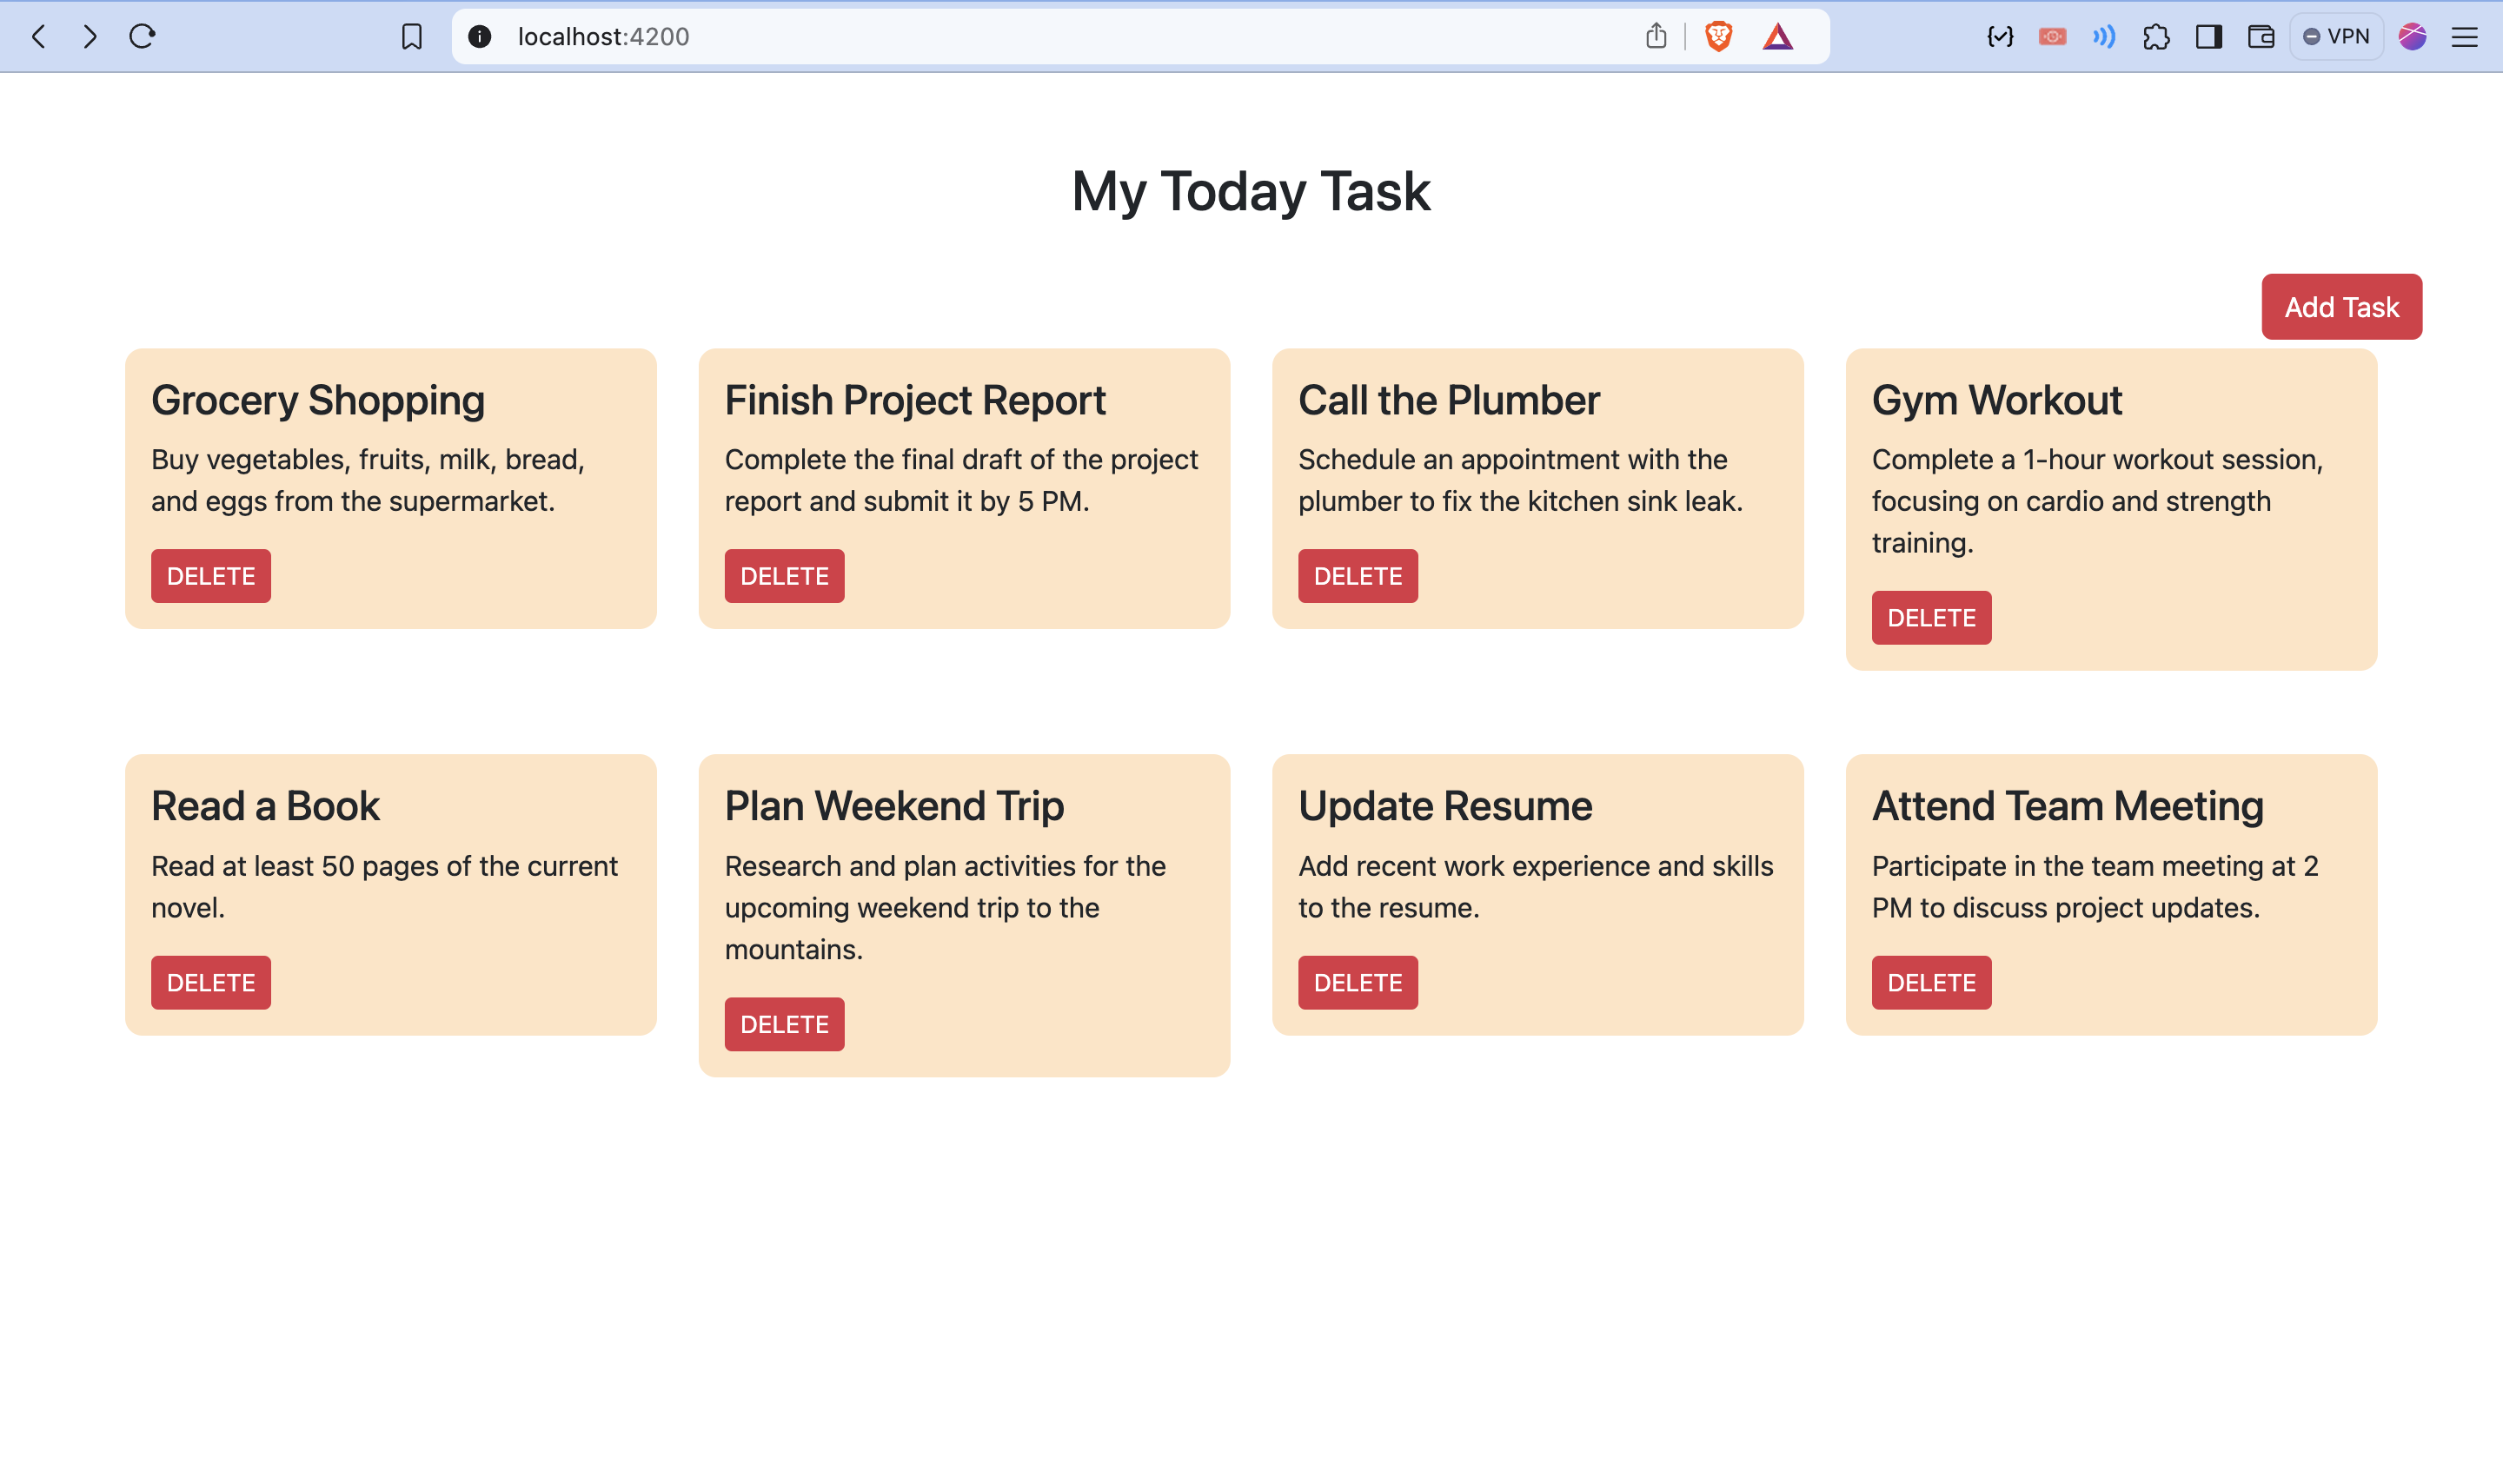 localhost:4200
VPN
My Today Task
Add Task
Grocery Shopping
Buy vegetables, fruits, milk, bread,
and eggs from the supermarket.
DELETE
Finish Project Report
Complete the final draft of the project
report and submit it by 5 PM.
DELETE
Call the Plumber
Schedule an appointment with the
plumber to fix the kitchen sink leak.
DELETE
Gym Workout
Complete a 1-hour workout session,
focusing on cardio and strength
training.
DELETE
Read a Book
Read at least 50 pages of the current
novel.
DELETE
Plan Weekend Trip
Research and plan activities for the
upcoming weekend trip to the
mountains.
DELETE
Update Resume
Add recent work experience and skills
to the resume.
DELETE
Attend Team Meeting
Participate in the team meeting at 2
PM to discuss project updates.
DELETE